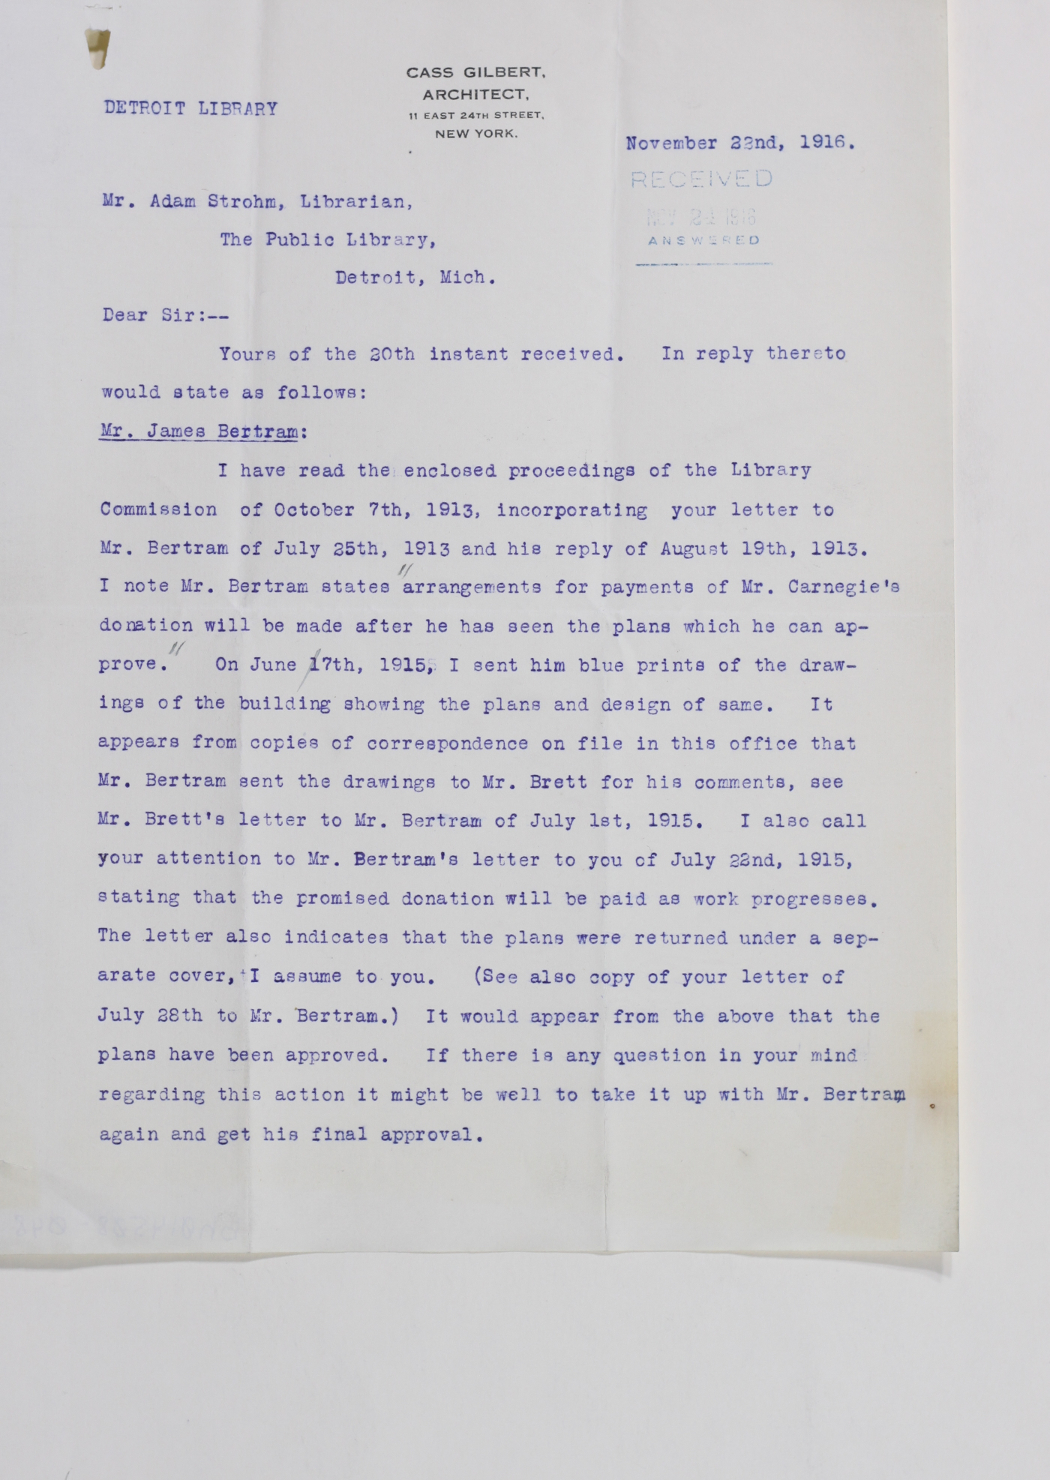 CASS GILBERT,
ARCHITECT,
11 EAST 24TH STREET,
NEW YORK.
DETROIT LIBRARY
November 22nd, 1916.
RECEIVED
NOV 24 1916
ANSWERED
Mr. Adam Strohm, Librarian,
The Public Library,
Detroit, Mich.
Dear Sir:--
Yours of the 20th instant received. In reply thereto
would state as follows:
Mr. James Bertram:
I have read the enclosed proceedings of the Library
Commission of October 7th, 1913, incorporating your letter to
Mr. Bertram of July 25th, 1913 and his reply of August 19th, 1913.
I note Mr. Bertram states "arrangements for payments of Mr. Carnegie's
donation will be made after he has seen the plans which he can ap-
prove." On June 17th, 1915, I sent him blue prints of the draw-
ings of the building showing the plans and design of same. It
appears from copies of correspondence on file in this office that
Mr. Bertram sent the drawings to Mr. Brett for his comments, see
Mr. Brett's letter to Mr. Bertram of July 1st, 1915. I also call
your attention to Mr. Bertram's letter to you of July 22nd, 1915,
stating that the promised donation will be paid as work progresses.
The letter also indicates that the plans were returned under a sep-
arate cover, I assume to you. (See also copy of your letter of
July 28th to Mr. Bertram.) It would appear from the above that the
plans have been approved. If there is any question in your mind
regarding this action it might be well to take it up with Mr. Bertram
again and get his final approval.